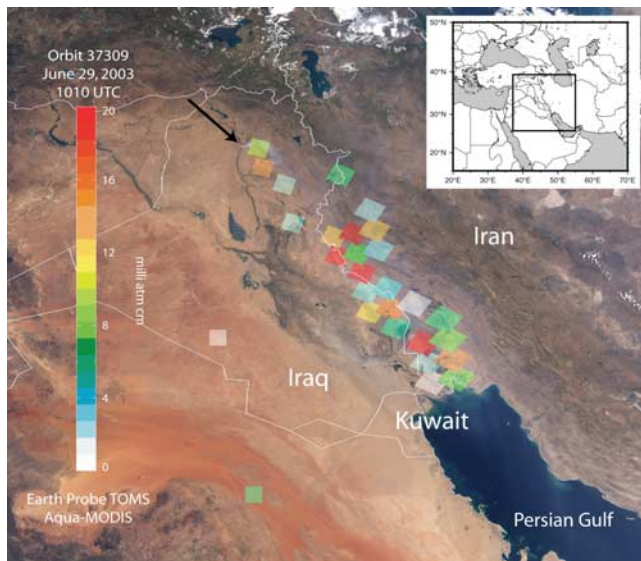 Orbit 37309
June 29, 2003
1010 UTC
20
16
12
8
4
0
milli atm cm
Earth Probe TOMS
Aqua-MODIS
Iran
Iraq
Kuwait
Persian Gulf
50°N
40°N
30°N
20°N
20°E
30°E
40°E
50°E
60°E
70°E